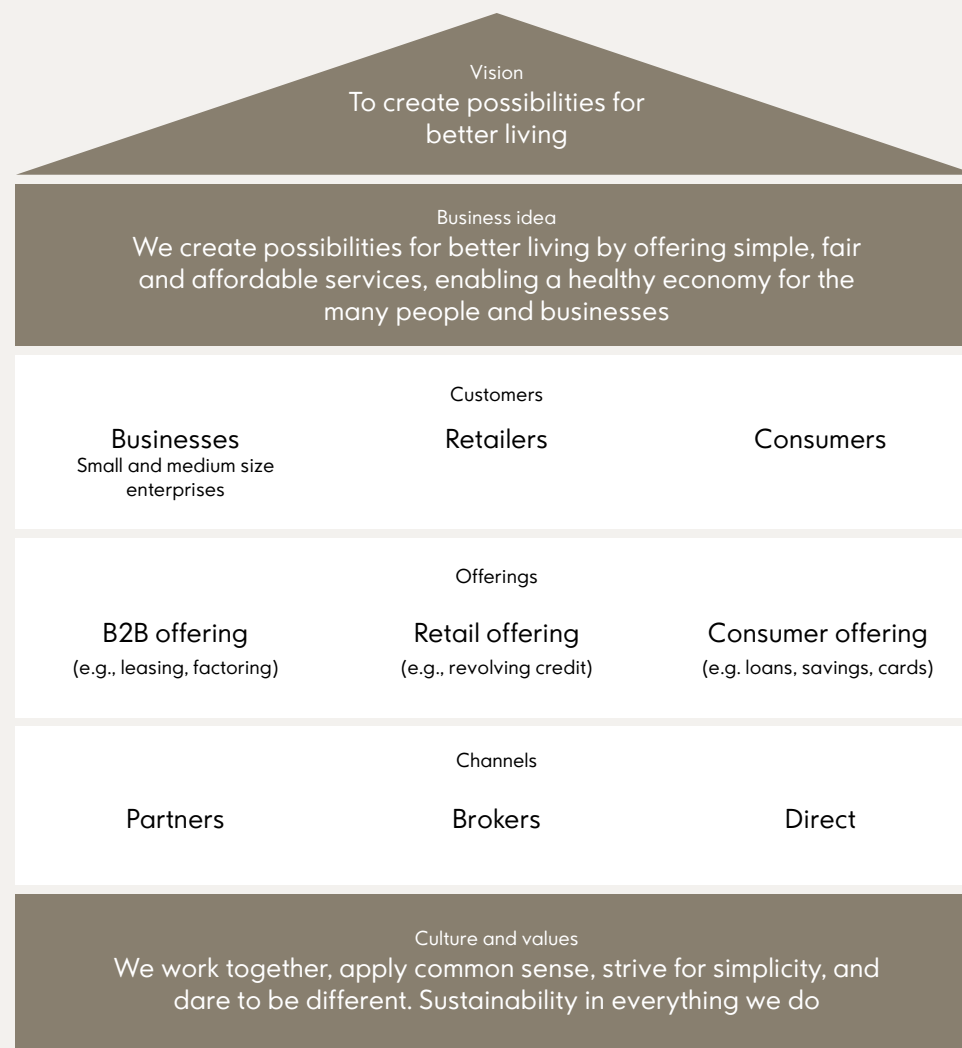 Vision
To create possibilities for
better living
Business idea
We create possibilities for better living by offering simple, fair
and affordable services, enabling a healthy economy for the
many people and businesses
Customers
Businesses
Small and medium size
enterprises
Retailers
Consumers
Offerings
B2B offering
(e.g., leasing, factoring)
Retail offering
(e.g., revolving credit)
Consumer offering
(e.g. loans, savings, cards)
Channels
Partners
Brokers
Direct
Culture and values
We work together, apply common sense, strive for simplicity, and
dare to be different. Sustainability in everything we do